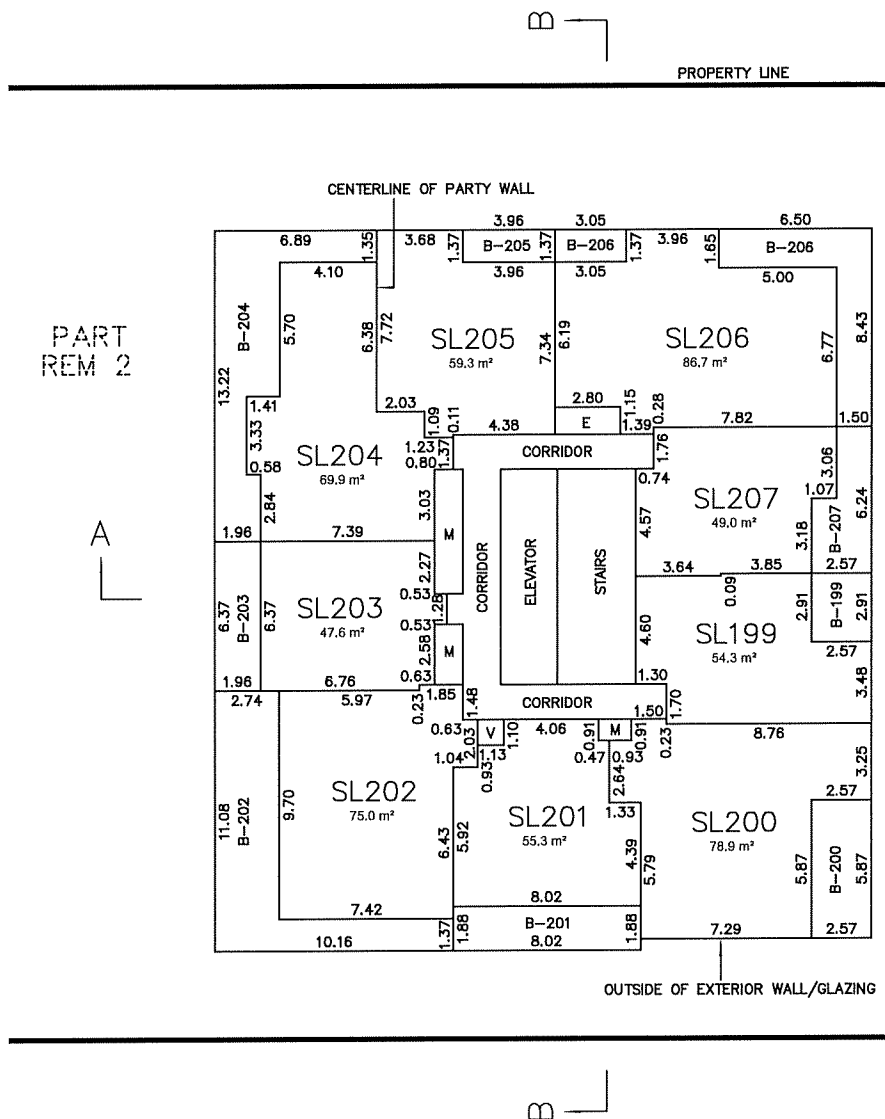 B
PROPERTY LINE
CENTERLINE OF PARTY WALL
3.96 3.05 6.50
6.89 1.35 3.68 1.37 B-205 1.37 B-206 1.37 3.96 1.65 B-206
4.10 3.96 3.05 5.00
PART
REM 2
B-204 5.70 6.38 7.72 7.34 6.19 6.77 8.43
SL205
59.3 m²
SL206
86.7 m²
13.22
1.41 2.03 2.80 1.15 0.28
3.33 1.09 0.11 4.38 E 1.39 7.82 1.50
1.23 1.37 CORRIDOR 1.76 3.06
0.58 0.80 0.74 1.07
SL204
69.9 m²
SL207
49.0 m²
2.84 3.03 M 4.57 3.18 B-207 6.24
A
1.96 7.39 3.64 3.85 2.57
2.27 CORRIDOR ELEVATOR STAIRS 0.09
0.53 1.28
6.37 B-203 6.37 0.53 4.60 2.91 B-199 2.91
SL203
47.6 m²
SL199
54.3 m²
2.58 M 2.57
1.96 6.76 0.63 1.30 3.48
2.74 5.97 0.23 1.85 1.48 CORRIDOR 1.50 1.70
0.63 2.03 V 1.10 4.06 0.91 M 0.91 0.23 8.76
1.04 0.93 1.13 0.47 0.93 3.25
2.64 2.57
SL202
75.0 m²
SL201
55.3 m²
SL200
78.9 m²
11.08 B-202 9.70 6.43 5.92 1.33 4.39 5.79 5.87 B-200 5.87
7.42 8.02
1.37 1.88 B-201 1.88 7.29 2.57
10.16 8.02
OUTSIDE OF EXTERIOR WALL/GLAZING
B